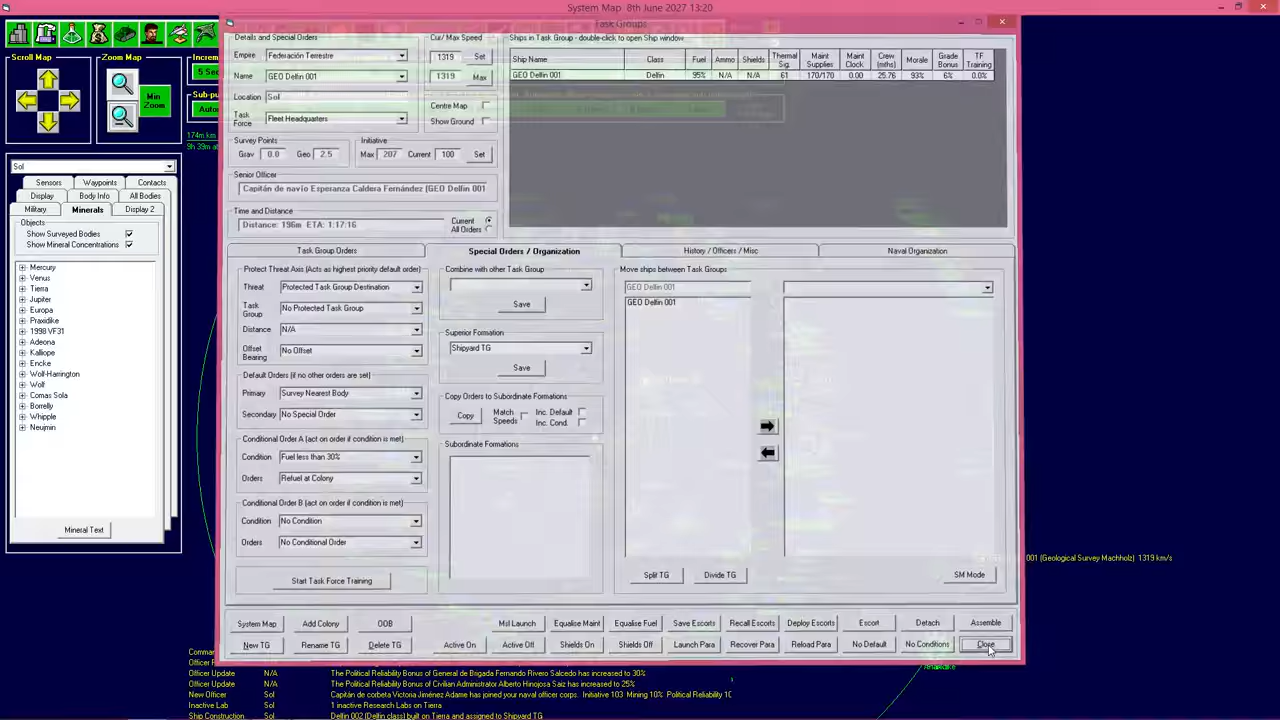 System Map 8th June 2027 13:20
Task Groups
Scroll Map
Zoom Map
Min Zoom
Increm
5 Sec
Sub-pu
Auto
174m km
9h 39m at
Sol
Sensors Waypoints Contacts
Display Body Info All Bodies
Military Minerals Display 2
Objects
Show Surveyed Bodies
Show Mineral Concentrations
Mercury
Venus
Tierra
Jupiter
Europa
Praxidike
1998 VF31
Adeona
Kalliope
Encke
Wolf-Harrington
Wolf
Comas Sola
Borrelly
Whipple
Neujmin
Mineral Text
Details and Special Orders
Empire Federación Terrestre
Name GEO Delfin 001
Location Sol
Task Force Fleet Headquarters
Cur/ Max Speed
1319 Set
1319 Max
Centre Map
Show Ground
Survey Points
Grav 0.0 Geo 2.5
Initiative
Max 207 Current 100 Set
Senior Officer
Capitán de navío Esperanza Caldera Fernández (GEO Delfin 001
Time and Distance
Distance: 196m ETA: 1:17:16
Current
All Orders
Ships in Task Group - double-click to open Ship window
Ship Name Class Fuel Ammo Shields Thermal Sig. Maint Supplies Maint Clock Crew (mths) Morale Grade Bonus TF Training
GEO Delfin 001 Delfin 95% N/A N/A 61 170/170 0.00 25.76 93% 6% 0.0%
Task Group Orders Special Orders / Organization History / Officers / Misc Naval Organization
Protect Threat Axis (Acts as highest priority default order)
Threat Protected Task Group Destination
Task Group No Protected Task Group
Distance N/A
Offset Bearing No Offset
Default Orders (if no other orders are set)
Primary Survey Nearest Body
Secondary No Special Order
Conditional Order A (act on order if condition is met)
Condition Fuel less than 30%
Orders Refuel at Colony
Conditional Order B (act on order if condition is met)
Condition No Condition
Orders No Conditional Order
Start Task Force Training
Combine with other Task Group
Save
Superior Formation
Shipyard TG
Save
Copy Orders to Subordinate Formations
Copy Match Speeds Inc. Default
Inc. Cond.
Subordinate Formations
Move ships between Task Groups
GEO Delfin 001
GEO Delfin 001
Split TG Divide TG SM Mode
System Map Add Colony OOB Msl Launch Equalise Maint Equalise Fuel Save Escorts Recall Escorts Deploy Escorts Escort Detach Assemble
New TG Rename TG Delete TG Active On Active Off Shields On Shields Off Launch Para Recover Para Reload Para No Default No Conditions Close
001 (Geological Survey Machholz) 1319 km/s
Comman
Officer
Officer Update N/A The Political Reliability Bonus of General de Brigada Fernando Rivero Salcedo has increased to 30%
Officer Update N/A The Political Reliability Bonus of Civilian Administrator Alberto Hinojosa Saiz has increased to 25%
New Officer Sol Capitán de corbeta Victoria Jiménez Adame has joined your naval officer corps. Initiative 103 Mining 10% Political Reliability 10
Inactive Lab Sol 1 inactive Research Labs on Tierra
Ship Construction Sol Delfin 002 (Delfin class) built on Tierra and assigned to Shipyard TG